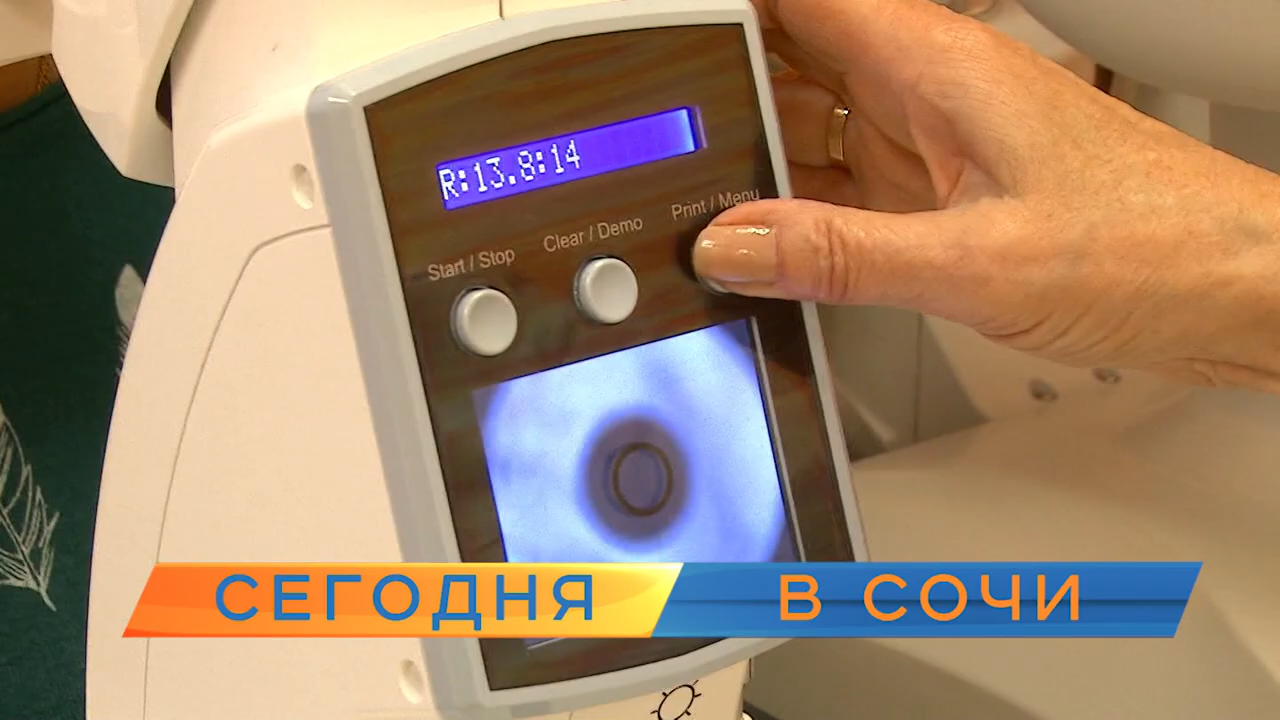 R:13.8:14
Start / Stop
Clear / Demo
Print / Menu
СЕГОДНЯ
В СОЧИ